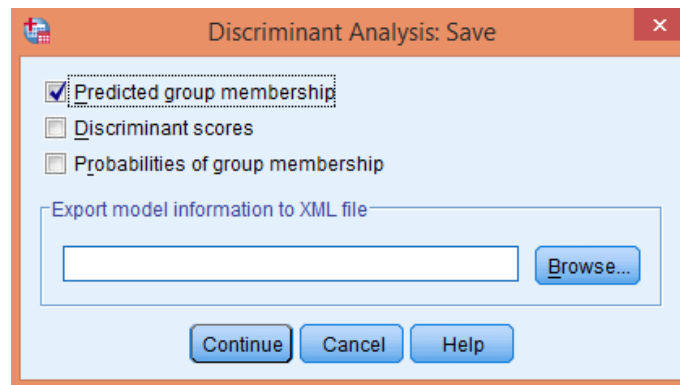 Discriminant Analysis: Save
Predicted group membership
Discriminant scores
Probabilities of group membership
Export model information to XML file
Browse...
Continue Cancel Help